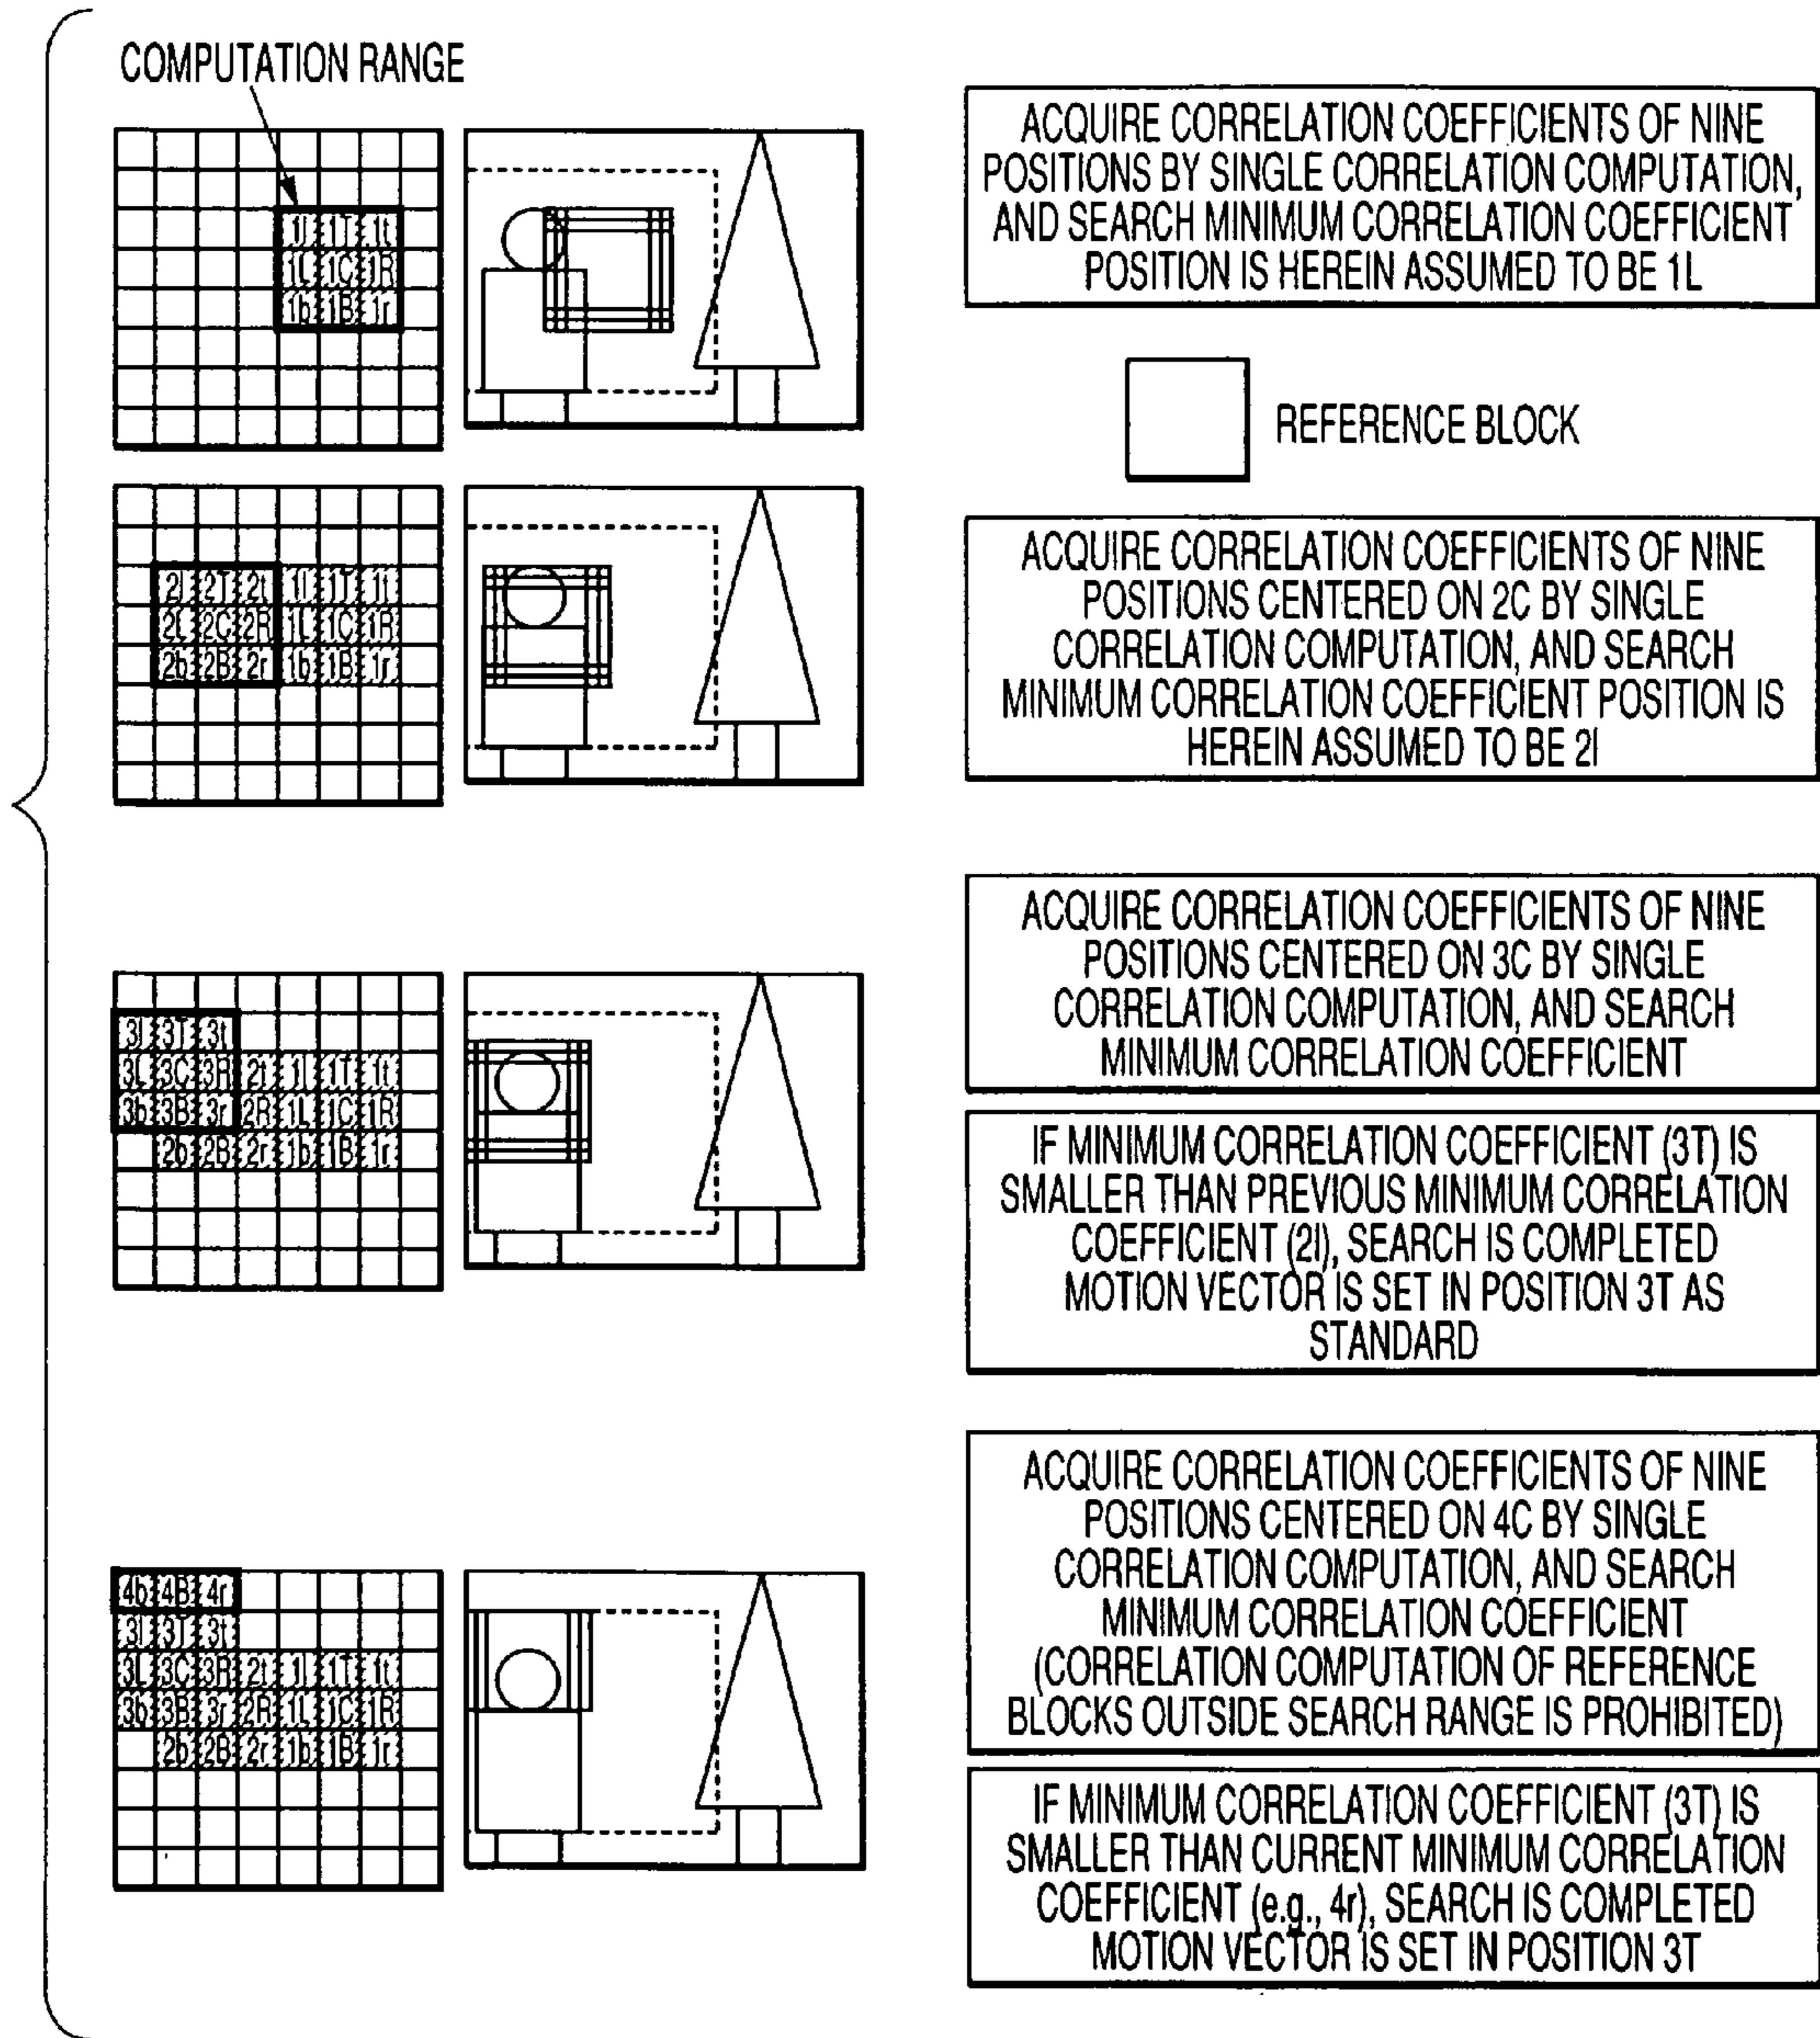 COMPUTATION RANGE
1l 1T 1t
1L 1C 1R
1b 1B 1r
ACQUIRE CORRELATION COEFFICIENTS OF NINE
POSITIONS BY SINGLE CORRELATION COMPUTATION,
AND SEARCH MINIMUM CORRELATION COEFFICIENT
POSITION IS HEREIN ASSUMED TO BE 1L
REFERENCE BLOCK
2l 2T 2t 1l 1T 1t
2L 2C 2R 1L 1C 1R
2b 2B 2r 1b 1B 1r
ACQUIRE CORRELATION COEFFICIENTS OF NINE
POSITIONS CENTERED ON 2C BY SINGLE
CORRELATION COMPUTATION, AND SEARCH
MINIMUM CORRELATION COEFFICIENT POSITION IS
HEREIN ASSUMED TO BE 2l
3l 3T 3t
3L 3C 3R 2t 1l 1T 1t
3b 3B 3r 2R 1L 1C 1R
2b 2B 2r 1b 1B 1r
ACQUIRE CORRELATION COEFFICIENTS OF NINE
POSITIONS CENTERED ON 3C BY SINGLE
CORRELATION COMPUTATION, AND SEARCH
MINIMUM CORRELATION COEFFICIENT
IF MINIMUM CORRELATION COEFFICIENT (3T) IS
SMALLER THAN PREVIOUS MINIMUM CORRELATION
COEFFICIENT (2l), SEARCH IS COMPLETED
MOTION VECTOR IS SET IN POSITION 3T AS
STANDARD
4b 4B 4r
3l 3T 3t
3L 3C 3R 2t 1l 1T 1t
3b 3B 3r 2R 1L 1C 1R
2b 2B 2r 1b 1B 1r
ACQUIRE CORRELATION COEFFICIENTS OF NINE
POSITIONS CENTERED ON 4C BY SINGLE
CORRELATION COMPUTATION, AND SEARCH
MINIMUM CORRELATION COEFFICIENT
(CORRELATION COMPUTATION OF REFERENCE
BLOCKS OUTSIDE SEARCH RANGE IS PROHIBITED)
IF MINIMUM CORRELATION COEFFICIENT (3T) IS
SMALLER THAN CURRENT MINIMUM CORRELATION
COEFFICIENT (e.g., 4r), SEARCH IS COMPLETED
MOTION VECTOR IS SET IN POSITION 3T